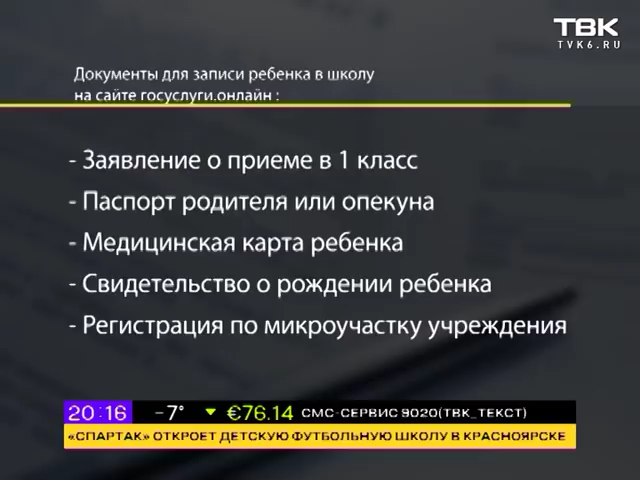 ТВК
TVK6.RU
Документы для записи ребенка в школу
на сайте госуслуги.онлайн :
- Заявление о приеме в 1 класс
- Паспорт родителя или опекуна
- Медицинская карта ребенка
- Свидетельство о рождении ребенка
- Регистрация по микроучастку учреждения
20:16 -7° ▼ €76.14 СМС-СЕРВИС 9020(ТВК_ТЕКСТ)
«СПАРТАК» ОТКРОЕТ ДЕТСКУЮ ФУТБОЛЬНУЮ ШКОЛУ В КРАСНОЯРСКЕ